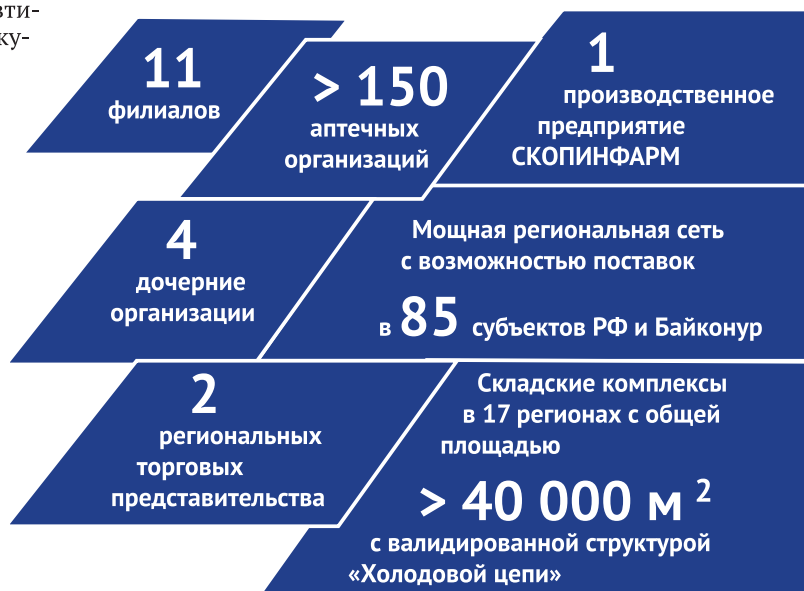 вти-
ку-
11
филиалов
> 150
аптечных
организаций
1
производственное
предприятие
СКОПИНФАРМ
4
дочерние
организации
Мощная региональная сеть
с возможностью поставок
в 85 субъектов РФ и Байконур
2
региональных
торговых
представительства
Складские комплексы
в 17 регионах с общей
площадью
> 40 000 м ²
с валидированной структурой
«Холодовой цепи»